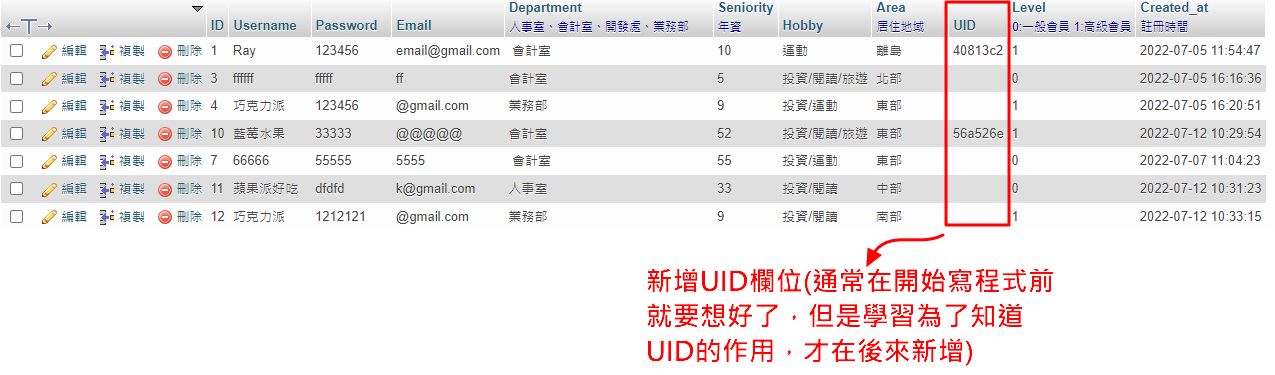 ID Username Password Email Department 人事室、會計室、開發處、業務部 Seniority 年資 Hobby Area 居住地域 UID Level 0:一般會員 1:高級會員 Created_at 註冊時間
編輯 複製 刪除 1 Ray 123456 email@gmail.com 會計室 10 運動 離島 40813c2 1 2022-07-05 11:54:47
編輯 複製 刪除 3 ffffff fffff ff 會計室 5 投資/閱讀/旅遊 北部 0 2022-07-05 16:16:36
編輯 複製 刪除 4 巧克力派 123456 @gmail.com 業務部 9 投資/運動 東部 1 2022-07-05 16:20:51
編輯 複製 刪除 10 藍莓水果 33333 @@@@@ 會計室 52 投資/閱讀/旅遊 東部 56a526e 1 2022-07-12 10:29:54
編輯 複製 刪除 7 66666 55555 5555 會計室 55 投資/運動 東部 0 2022-07-07 11:04:23
編輯 複製 刪除 11 蘋果派好吃 dfdfd k@gmail.com 人事室 33 投資/閱讀 中部 0 2022-07-12 10:31:23
編輯 複製 刪除 12 巧克力派 1212121 @gmail.com 業務部 9 投資/閱讀 南部 1 2022-07-12 10:33:15
新增UID欄位(通常在開始寫程式前
就要想好了，但是學習為了知道
UID的作用，才在後來新增)